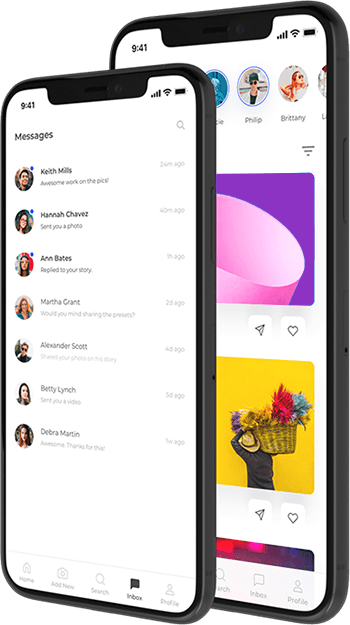 9:41
Messages
Keith Mills
24m ago
Awesome work on the pics!
Hannah Chavez
40m ago
Sent you a photo
Ann Bates
1h ago
Replied to your story.
Martha Grant
2d ago
Would you mind sharing the presets?
Alexander Scott
4d ago
Shared your photo on his story
Betty Lynch
5d ago
Sent you a video
Debra Martin
1w ago
Awesome. Thanks for this!
Home
Add New
Search
Inbox
Profile
9:41
Philip
Brittany
Search
Inbox
Profile